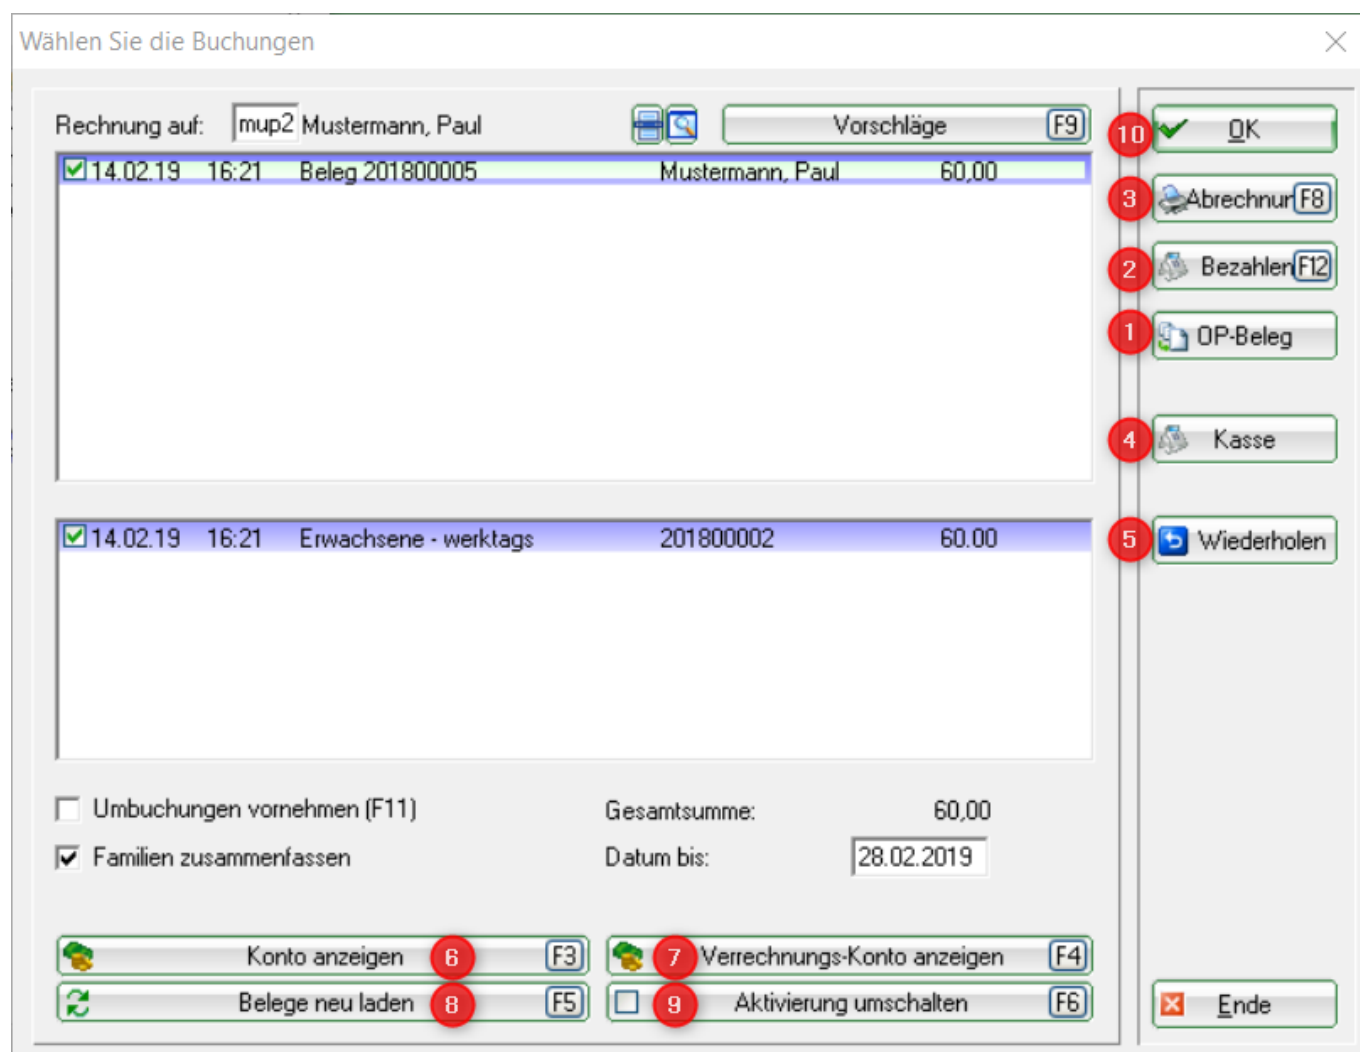 Wählen Sie die Buchungen
Rechnung auf: mup2 Mustermann, Paul Vorschläge F9
14.02.19 16:21 Beleg 201800005 Mustermann, Paul 60,00
14.02.19 16:21 Erwachsene - werktags 201800002 60.00
Umbuchungen vornehmen (F11) Gesamtsumme: 60,00
Familien zusammenfassen Datum bis: 28.02.2019
6 Konto anzeigen F3 7 Verrechnungs-Konto anzeigen F4
8 Belege neu laden F5 9 Aktivierung umschalten F6
10 OK
3 Abrechnur F8
2 Bezahlen F12
1 OP-Beleg
4 Kasse
5 Wiederholen
Ende